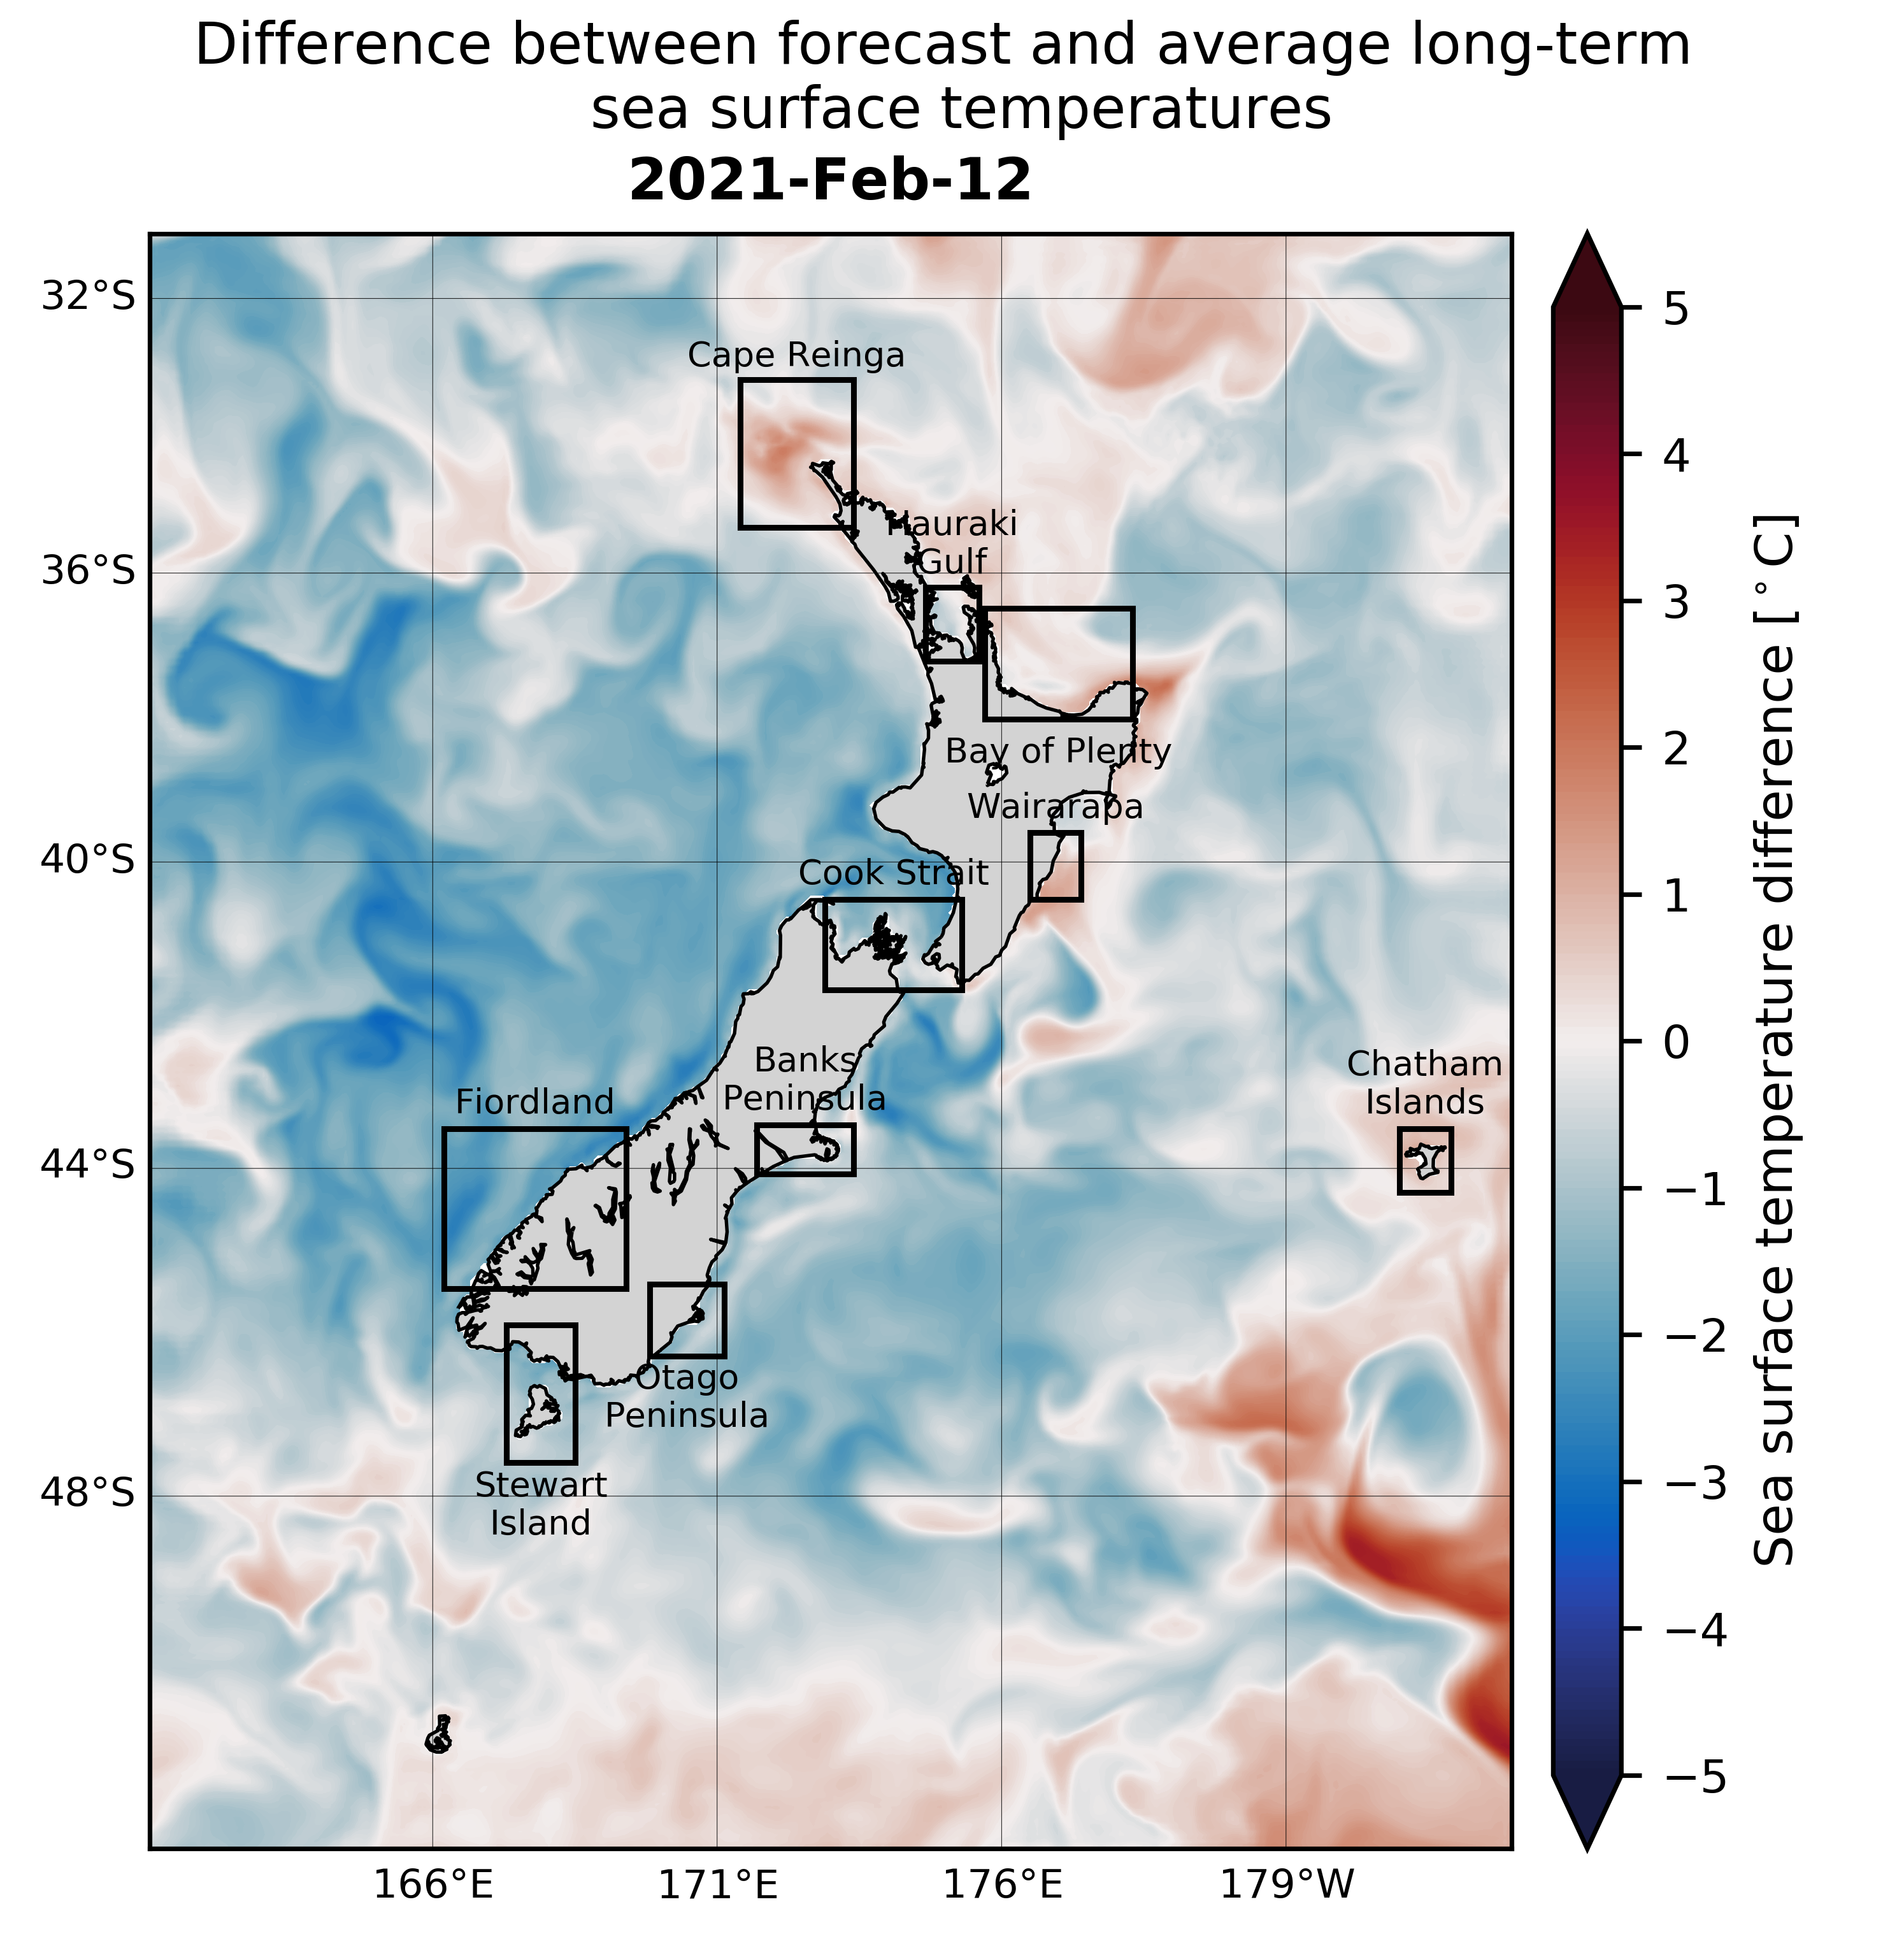 Difference between forecast and average long-term
sea surface temperatures
2021-Feb-12
32°S
36°S
40°S
44°S
48°S
166°E
171°E
176°E
179°W
Cape Reinga
Hauraki
Gulf
Bay of Plenty
Wairarapa
Cook Strait
Banks
Peninsula
Chatham
Islands
Fiordland
Otago
Peninsula
Stewart
Island
5
4
3
2
1
0
−1
−2
−3
−4
−5
Sea surface temperature difference [°C]